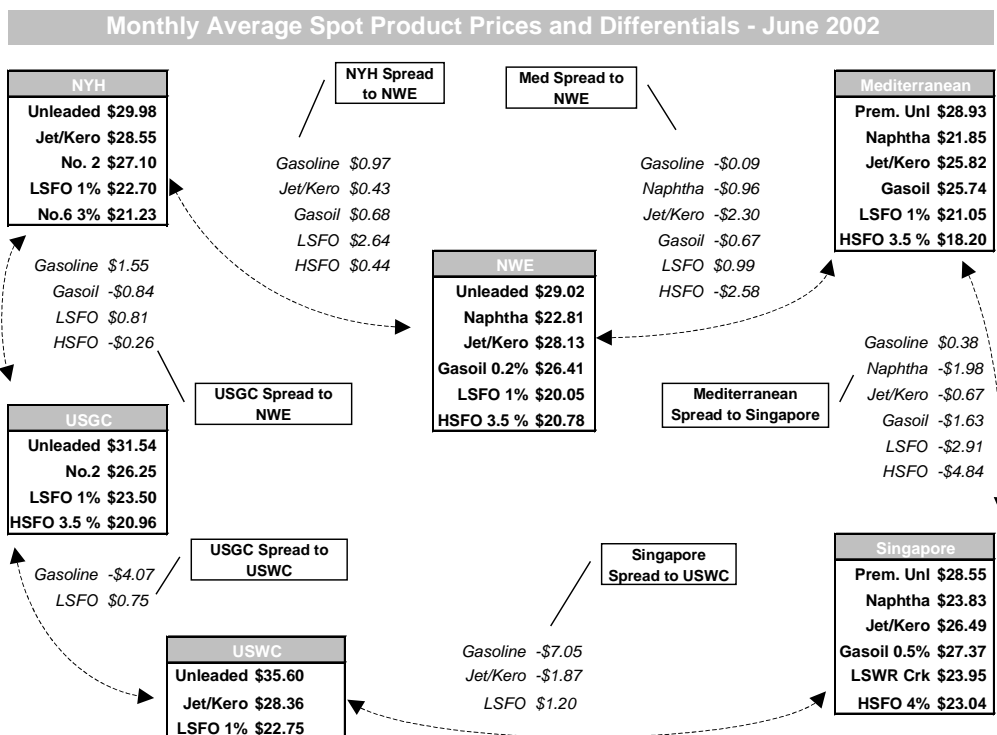 Monthly Average Spot Product Prices and Differentials - June 2002
NYH
Unleaded $29.98
Jet/Kero $28.55
No. 2 $27.10
LSFO 1% $22.70
No.6 3% $21.23
NYH Spread
to NWE
Gasoline $0.97
Jet/Kero $0.43
Gasoil $0.68
LSFO $2.64
HSFO $0.44
Med Spread to
NWE
Gasoline -$0.09
Naphtha -$0.96
Jet/Kero -$2.30
Gasoil -$0.67
LSFO $0.99
HSFO -$2.58
Mediterranean
Prem. Unl $28.93
Naphtha $21.85
Jet/Kero $25.82
Gasoil $25.74
LSFO 1% $21.05
HSFO 3.5 % $18.20
Gasoline $1.55
Gasoil -$0.84
LSFO $0.81
HSFO -$0.26
USGC Spread to
NWE
NWE
Unleaded $29.02
Naphtha $22.81
Jet/Kero $28.13
Gasoil 0.2% $26.41
LSFO 1% $20.05
HSFO 3.5 % $20.78
Mediterranean
Spread to Singapore
Gasoline $0.38
Naphtha -$1.98
Jet/Kero -$0.67
Gasoil -$1.63
LSFO -$2.91
HSFO -$4.84
USGC
Unleaded $31.54
No.2 $26.25
LSFO 1% $23.50
HSFO 3.5 % $20.96
USGC Spread to
USWC
Gasoline -$4.07
LSFO $0.75
Singapore
Spread to USWC
Gasoline -$7.05
Jet/Kero -$1.87
LSFO $1.20
Singapore
Prem. Unl $28.55
Naphtha $23.83
Jet/Kero $26.49
Gasoil 0.5% $27.37
LSWR Crk $23.95
HSFO 4% $23.04
USWC
Unleaded $35.60
Jet/Kero $28.36
LSFO 1% $22.75